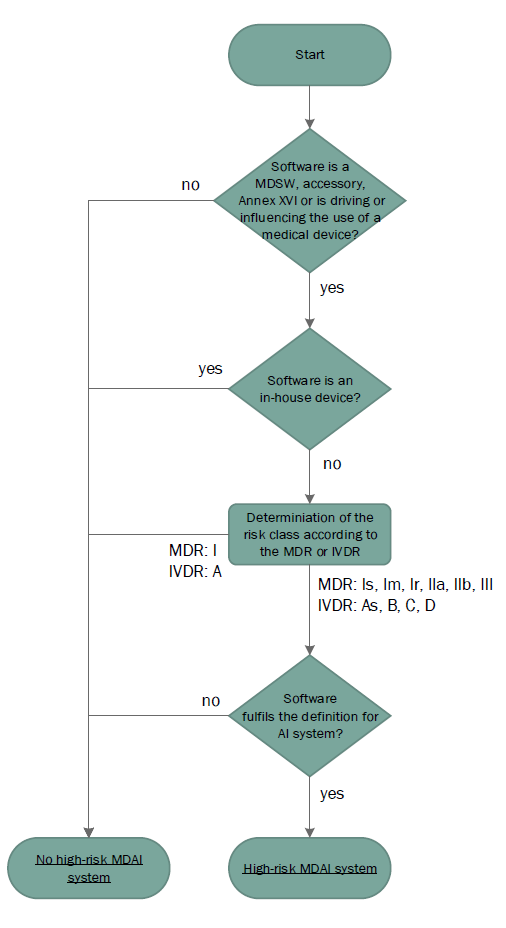 Start
Software is a
MDSW, accessory,
Annex XVI or is driving or
influencing the use of a
medical device?
no
yes
Software is an
in-house device?
yes
no
Determiniation of the
risk class according to
the MDR or IVDR
MDR: I
IVDR: A
MDR: Is, Im, Ir, IIa, IIb, III
IVDR: As, B, C, D
Software
fulfils the definition for
AI system?
no
yes
No high-risk MDAI
system
High-risk MDAI system